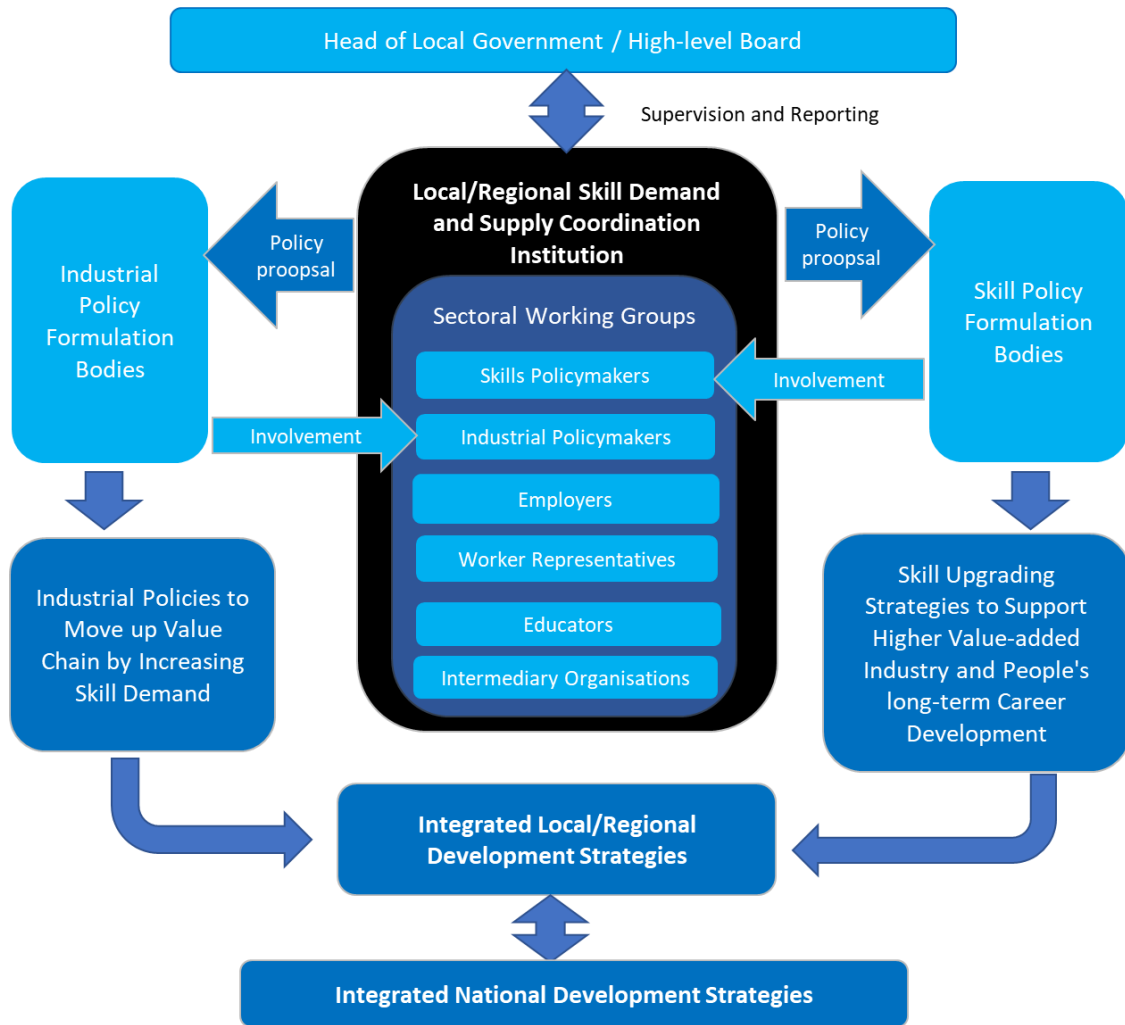 Head of Local Government / High-level Board
Supervision and Reporting
Local/Regional Skill Demand
and Supply Coordination
Institution
Policy
proopsal
Policy
proopsal
Industrial
Policy
Formulation
Bodies
Skill Policy
Formulation
Bodies
Sectoral Working Groups
Skills Policymakers
Involvement
Involvement
Industrial Policymakers
Employers
Worker Representatives
Educators
Intermediary Organisations
Industrial Policies to
Move up Value
Chain by Increasing
Skill Demand
Skill Upgrading
Strategies to Support
Higher Value-added
Industry and People's
long-term Career
Development
Integrated Local/Regional
Development Strategies
Integrated National Development Strategies